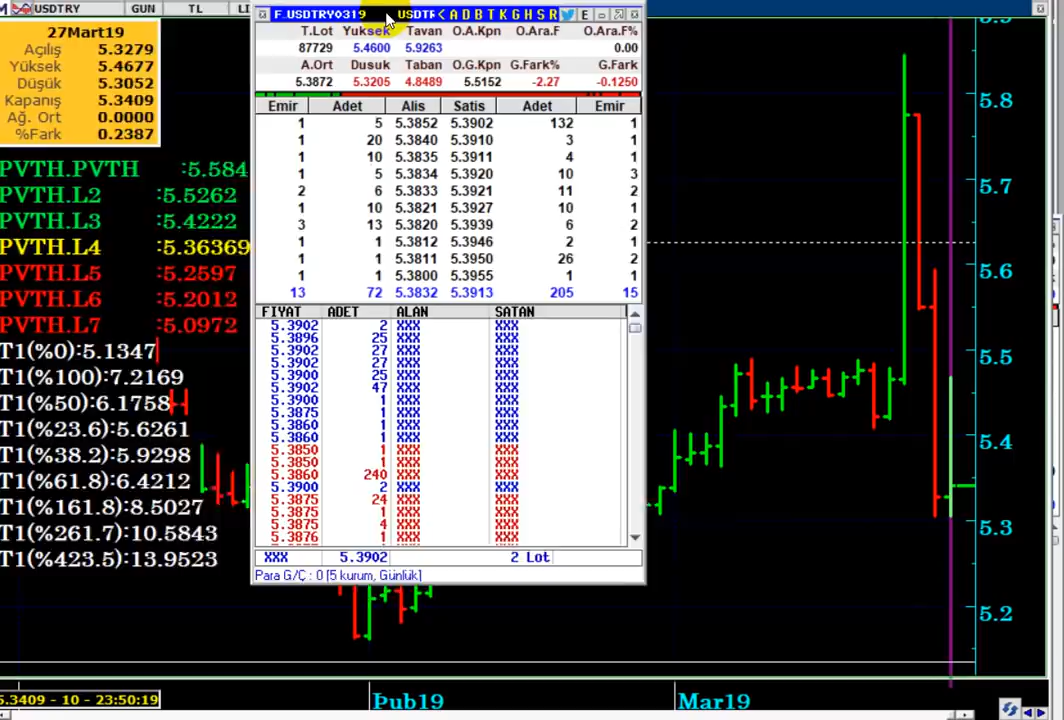 USDTRY GUN TL
27Mart19
Açılış 5.3279
Yüksek 5.4677
Düşük 5.3052
Kapanış 5.3409
Ağ. Ort 0.0000
%Fark 0.2387
PVTH.PVTH :5.584
PVTH.L2 :5.5262
PVTH.L3 :5.4222
PVTH.L4 :5.36369
PVTH.L5 :5.2597
PVTH.L6 :5.2012
PVTH.L7 :5.0972
T1(%0):5.1347
T1(%100):7.2169
T1(%50):6.1758
T1(%23.6):5.6261
T1(%38.2):5.9298
T1(%61.8):6.4212
T1(%161.8):8.5027
T1(%261.7):10.5843
T1(%423.5):13.9523
F_USDTRY0319 USDTR < A D B T K G H S R E
T.Lot Yuksek Tavan O.A.Kpn O.Ara.F O.Ara.F%
87729 5.4600 5.9263 0.00
A.Ort Dusuk Taban O.G.Kpn G.Fark% G.Fark
5.3872 5.3205 4.8489 5.5152 -2.27 -0.1250
Emir Adet Alis Satis Adet Emir
1 5 5.3852 5.3902 132 1
1 20 5.3840 5.3910 3 1
1 10 5.3835 5.3911 4 1
1 5 5.3834 5.3920 10 3
2 6 5.3833 5.3921 11 2
1 10 5.3821 5.3927 10 1
3 13 5.3820 5.3939 6 2
1 1 5.3812 5.3946 2 1
1 1 5.3811 5.3950 26 2
1 1 5.3800 5.3955 1 1
13 72 5.3832 5.3913 205 15
FIYAT ADET ALAN SATAN
5.3902 2 XXX XXX
5.3896 25 XXX XXX
5.3902 27 XXX XXX
5.3902 27 XXX XXX
5.3900 25 XXX XXX
5.3902 47 XXX XXX
5.3900 1 XXX XXX
5.3875 1 XXX XXX
5.3860 1 XXX XXX
5.3860 1 XXX XXX
5.3850 1 XXX XXX
5.3850 1 XXX XXX
5.3860 240 XXX XXX
5.3900 2 XXX XXX
5.3875 24 XXX XXX
5.3875 1 XXX XXX
5.3875 4 XXX XXX
5.3876 1 XXX XXX
XXX 5.3902 2 Lot
Para G/Ç : 0 [5 kurum, Günlük]
5.8
5.7
5.6
5.5
5.4
5.3
5.2
5.3409 - 10 - 23:50:19
Þub19 Mar19